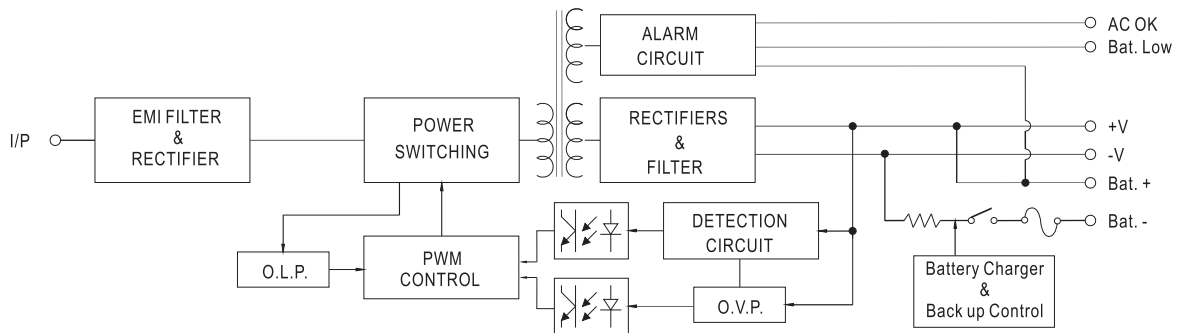 AC OK
ALARM
CIRCUIT
Bat. Low
EMI FILTER
&
RECTIFIER
POWER
SWITCHING
RECTIFIERS
&
FILTER
+V
I/P
-V
Bat. +
DETECTION
CIRCUIT
Bat. -
O.L.P.
PWM
CONTROL
O.V.P.
Battery Charger
&
Back up Control